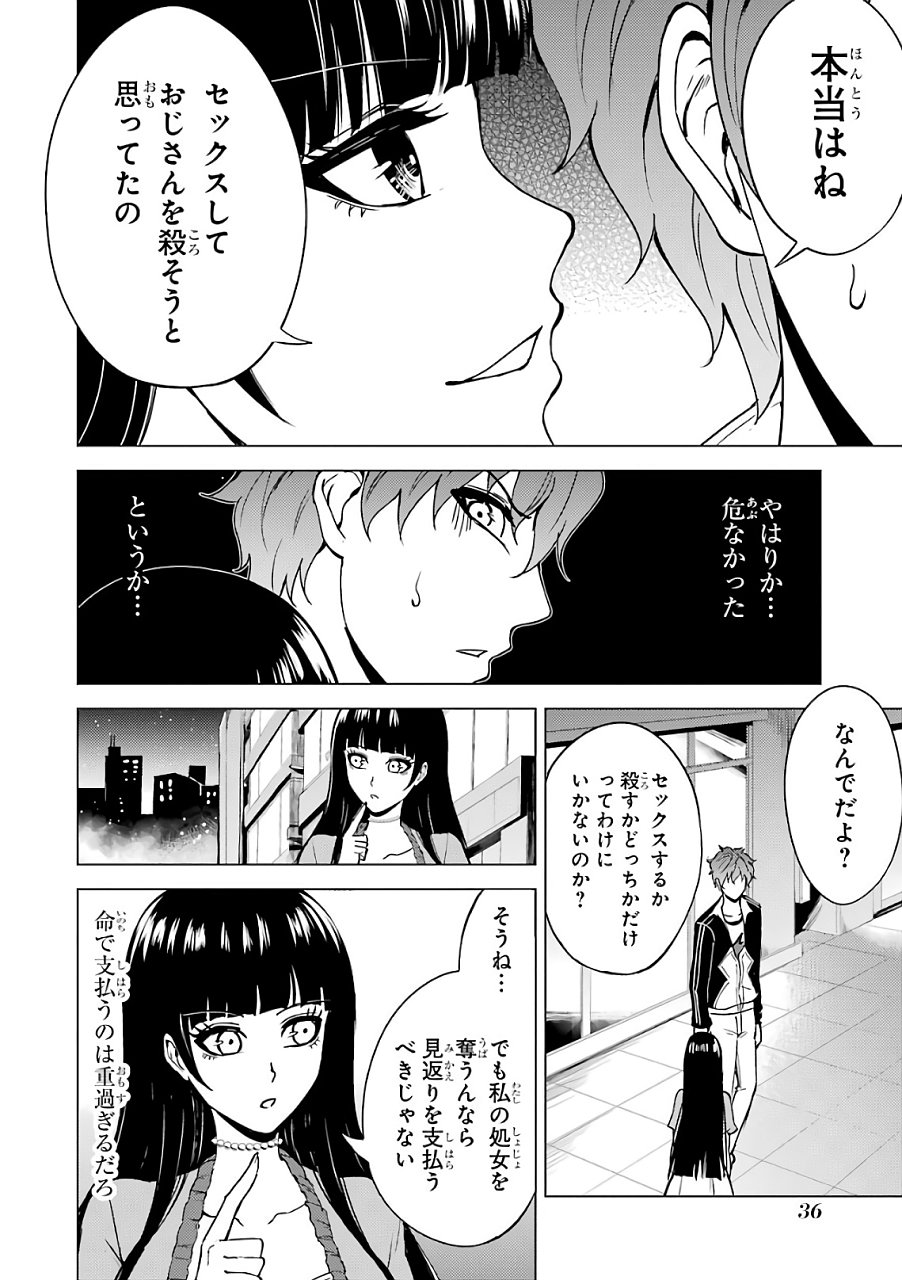 本当はね
セックスして
おじさんを殺そうと
思ってたの
やはりか…
危なかった
というか…
なんでだよ？
セックスするか
殺すかどっちかだけ
ってわけに
いかないのか？
そうね…
でも私の処女を
奪うんなら
見返りを支払う
べきじゃない
命で支払うのは重過ぎるだろ
36